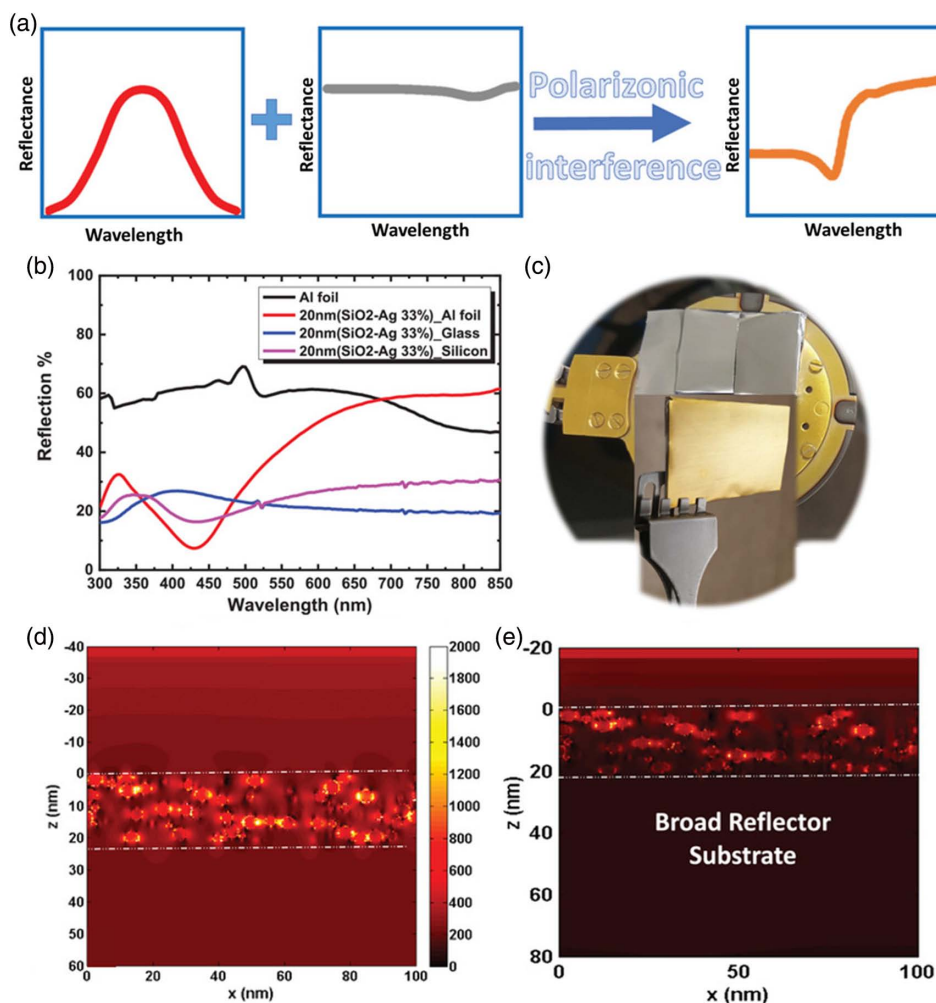 (a)
Reflectance
Wavelength
Reflectance
Wavelength
Polarizonic
interference
Reflectance
Wavelength
(b)
100
80
60
40
20
0
Reflection %
Al foil
20nm(SiO2-Ag 33%)_Al foil
20nm(SiO2-Ag 33%)_Glass
20nm(SiO2-Ag 33%)_Silicon
300 350 400 450 500 550 600 650 700 750 800 850
Wavelength (nm)
(c)
(d)
-40
-30
-20
-10
0
10
20
30
40
50
60
z (nm)
0 20 40 60 80 100
x (nm)
2000
1800
1600
1400
1200
1000
800
600
400
200
0
(e)
-20
0
20
40
60
80
z (nm)
Broad Reflector
Substrate
0 50 100
x (nm)